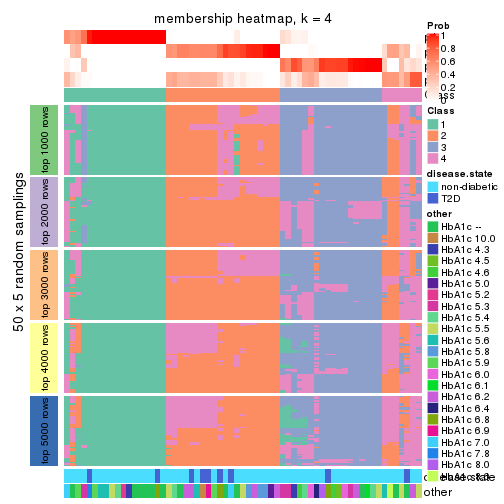 membership heatmap, k = 4
Prob
1
0.8
0.6
0.4
0.2
0
Class
1
2
3
4
disease.state
non-diabetic
T2D
other
HbA1c --
HbA1c 10.0
HbA1c 4.3
HbA1c 4.5
HbA1c 4.6
HbA1c 5.0
HbA1c 5.2
HbA1c 5.3
HbA1c 5.4
HbA1c 5.5
HbA1c 5.6
HbA1c 5.8
HbA1c 5.9
HbA1c 6.0
HbA1c 6.1
HbA1c 6.2
HbA1c 6.4
HbA1c 6.8
HbA1c 6.9
HbA1c 7.0
HbA1c 7.8
HbA1c 8.0
other
50 x 5 random samplings
top 1000 rows
top 2000 rows
top 3000 rows
top 4000 rows
top 5000 rows